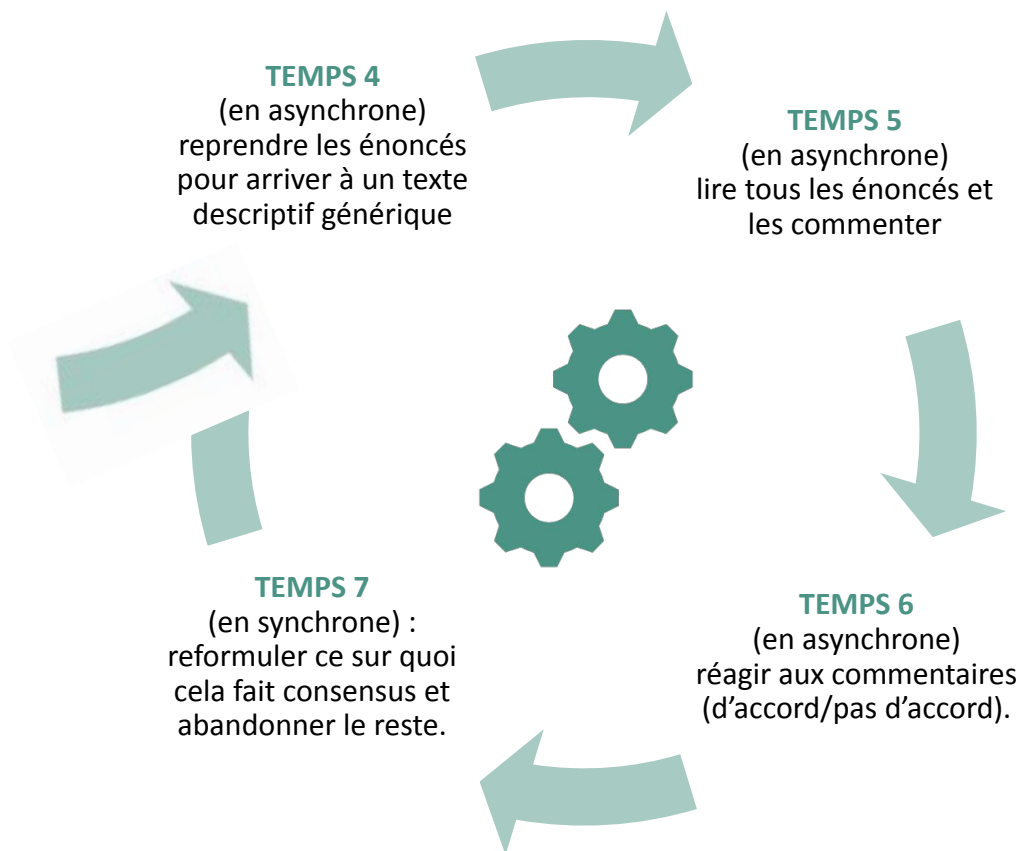 TEMPS 4
(en asynchrone)
reprendre les énoncés
pour arriver à un texte
descriptif générique
TEMPS 5
(en asynchrone)
lire tous les énoncés et
les commenter
TEMPS 6
(en asynchrone)
réagir aux commentaires
(d’accord/pas d’accord).
TEMPS 7
(en synchrone) :
reformuler ce sur quoi
cela fait consensus et
abandonner le reste.